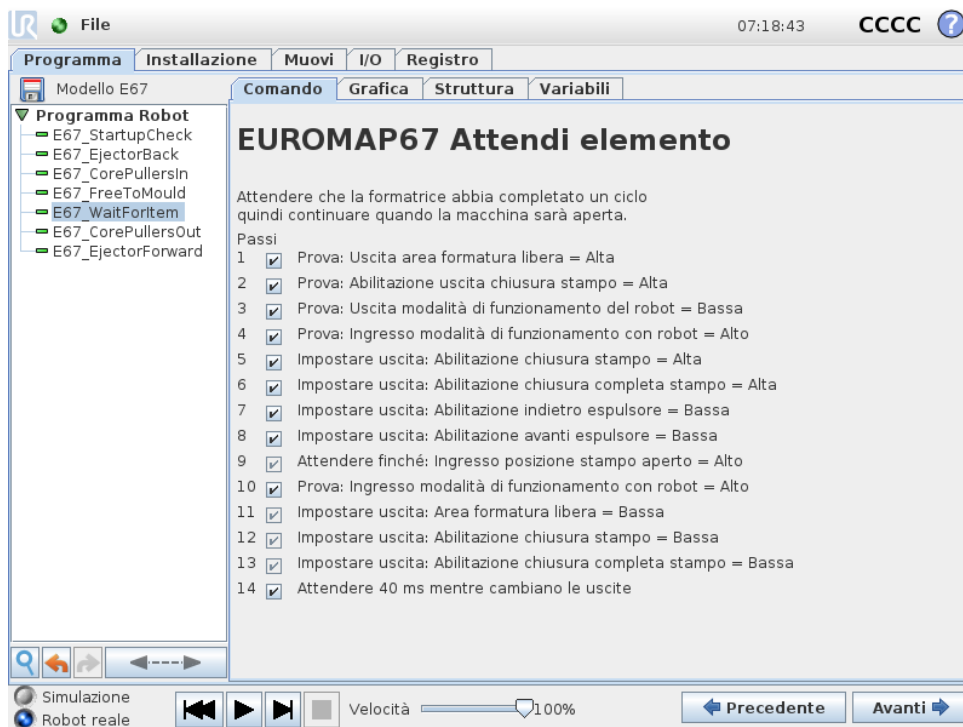 UR File 07:18:43 CCCC ?
Programma Installazione Muovi I/O Registro
Modello E67
Comando Grafica Struttura Variabili
Programma Robot
E67_StartupCheck
E67_EjectorBack
E67_CorePullersIn
E67_FreeToMould
E67_WaitForItem
E67_CorePullersOut
E67_EjectorForward
EUROMAP67 Attendi elemento
Attendere che la formatrice abbia completato un ciclo
quindi continuare quando la macchina sarà aperta.
Passi
1 Prova: Uscita area formatura libera = Alta
2 Prova: Abilitazione uscita chiusura stampo = Alta
3 Prova: Uscita modalità di funzionamento del robot = Bassa
4 Prova: Ingresso modalità di funzionamento con robot = Alto
5 Impostare uscita: Abilitazione chiusura stampo = Alta
6 Impostare uscita: Abilitazione chiusura completa stampo = Alta
7 Impostare uscita: Abilitazione indietro espulsore = Bassa
8 Impostare uscita: Abilitazione avanti espulsore = Bassa
9 Attendere finché: Ingresso posizione stampo aperto = Alto
10 Prova: Ingresso modalità di funzionamento con robot = Alto
11 Impostare uscita: Area formatura libera = Bassa
12 Impostare uscita: Abilitazione chiusura stampo = Bassa
13 Impostare uscita: Abilitazione chiusura completa stampo = Bassa
14 Attendere 40 ms mentre cambiano le uscite
Simulazione
Robot reale
Velocità 100%
Precedente Avanti